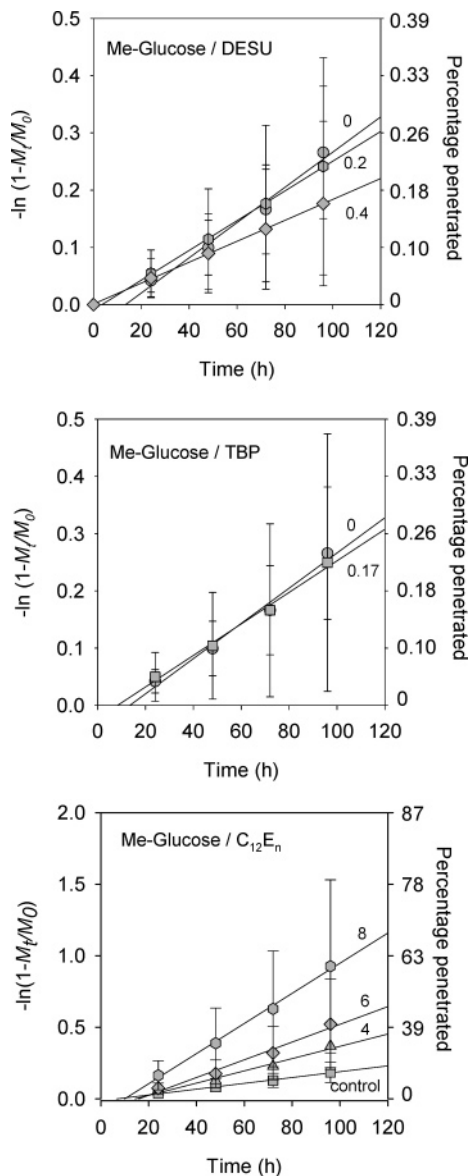 Me-Glucose / DESU
0.5
0.4
0.3
0.2
0.1
0.0
-ln (1-Mt/M0)
0.39
0.33
0.26
0.18
0.10
0
Percentage penetrated
0
0.2
0.4
0 20 40 60 80 100 120
Time (h)
Me-Glucose / TBP
0.5
0.4
0.3
0.2
0.1
0.0
-ln (1-Mt/M0)
0.39
0.33
0.26
0.18
0.10
0
Percentage penetrated
0
0.17
0 20 40 60 80 100 120
Time (h)
Me-Glucose / C12En
2.0
1.5
1.0
0.5
0.0
-ln(1-Mt/M0)
87
78
63
39
0
Percentage penetrated
8
6
4
control
0 20 40 60 80 100 120
Time (h)